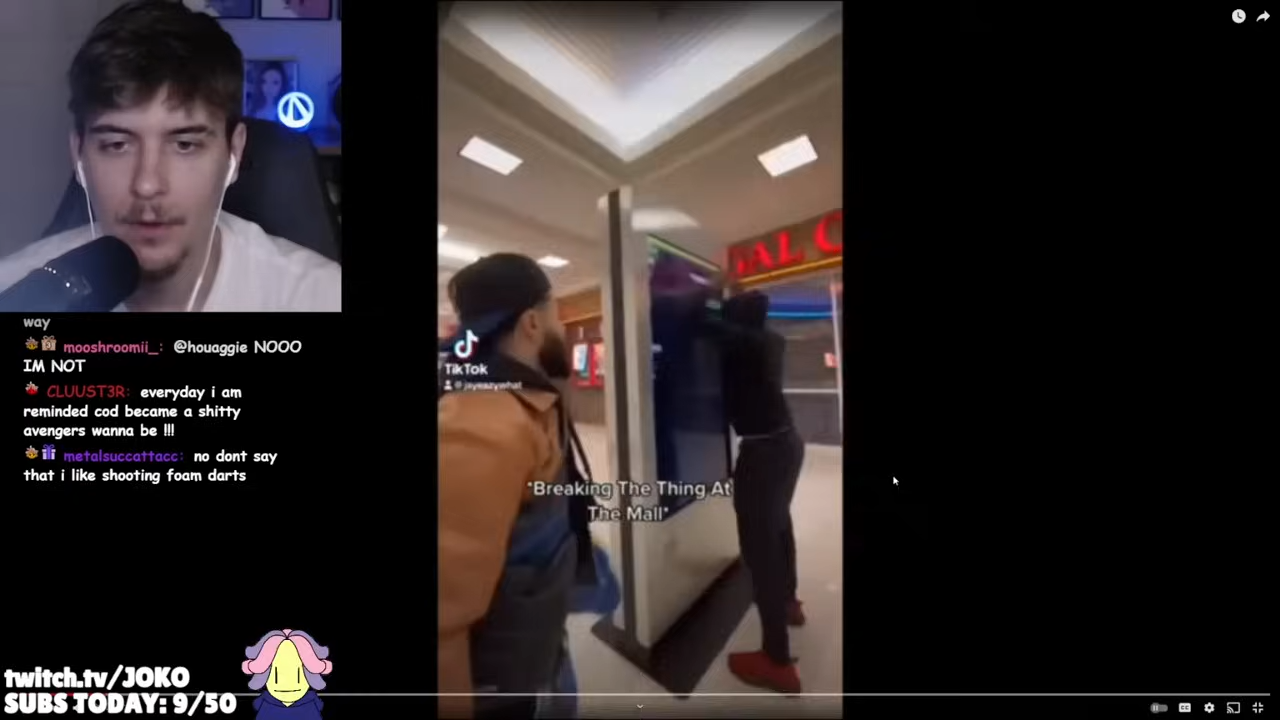 way
mooshroomii_: @houaggie NOOO
IM NOT
CLUUST3R: everyday i am
reminded cod became a shitty
avengers wanna be !!!
metalsuccattacc: no dont say
that i like shooting foam darts
twitch.tv/JOKO
SUBS TODAY: 9/50
TikTok
@jayeazywhat
"Breaking The Thing At
The Mall"
AL C